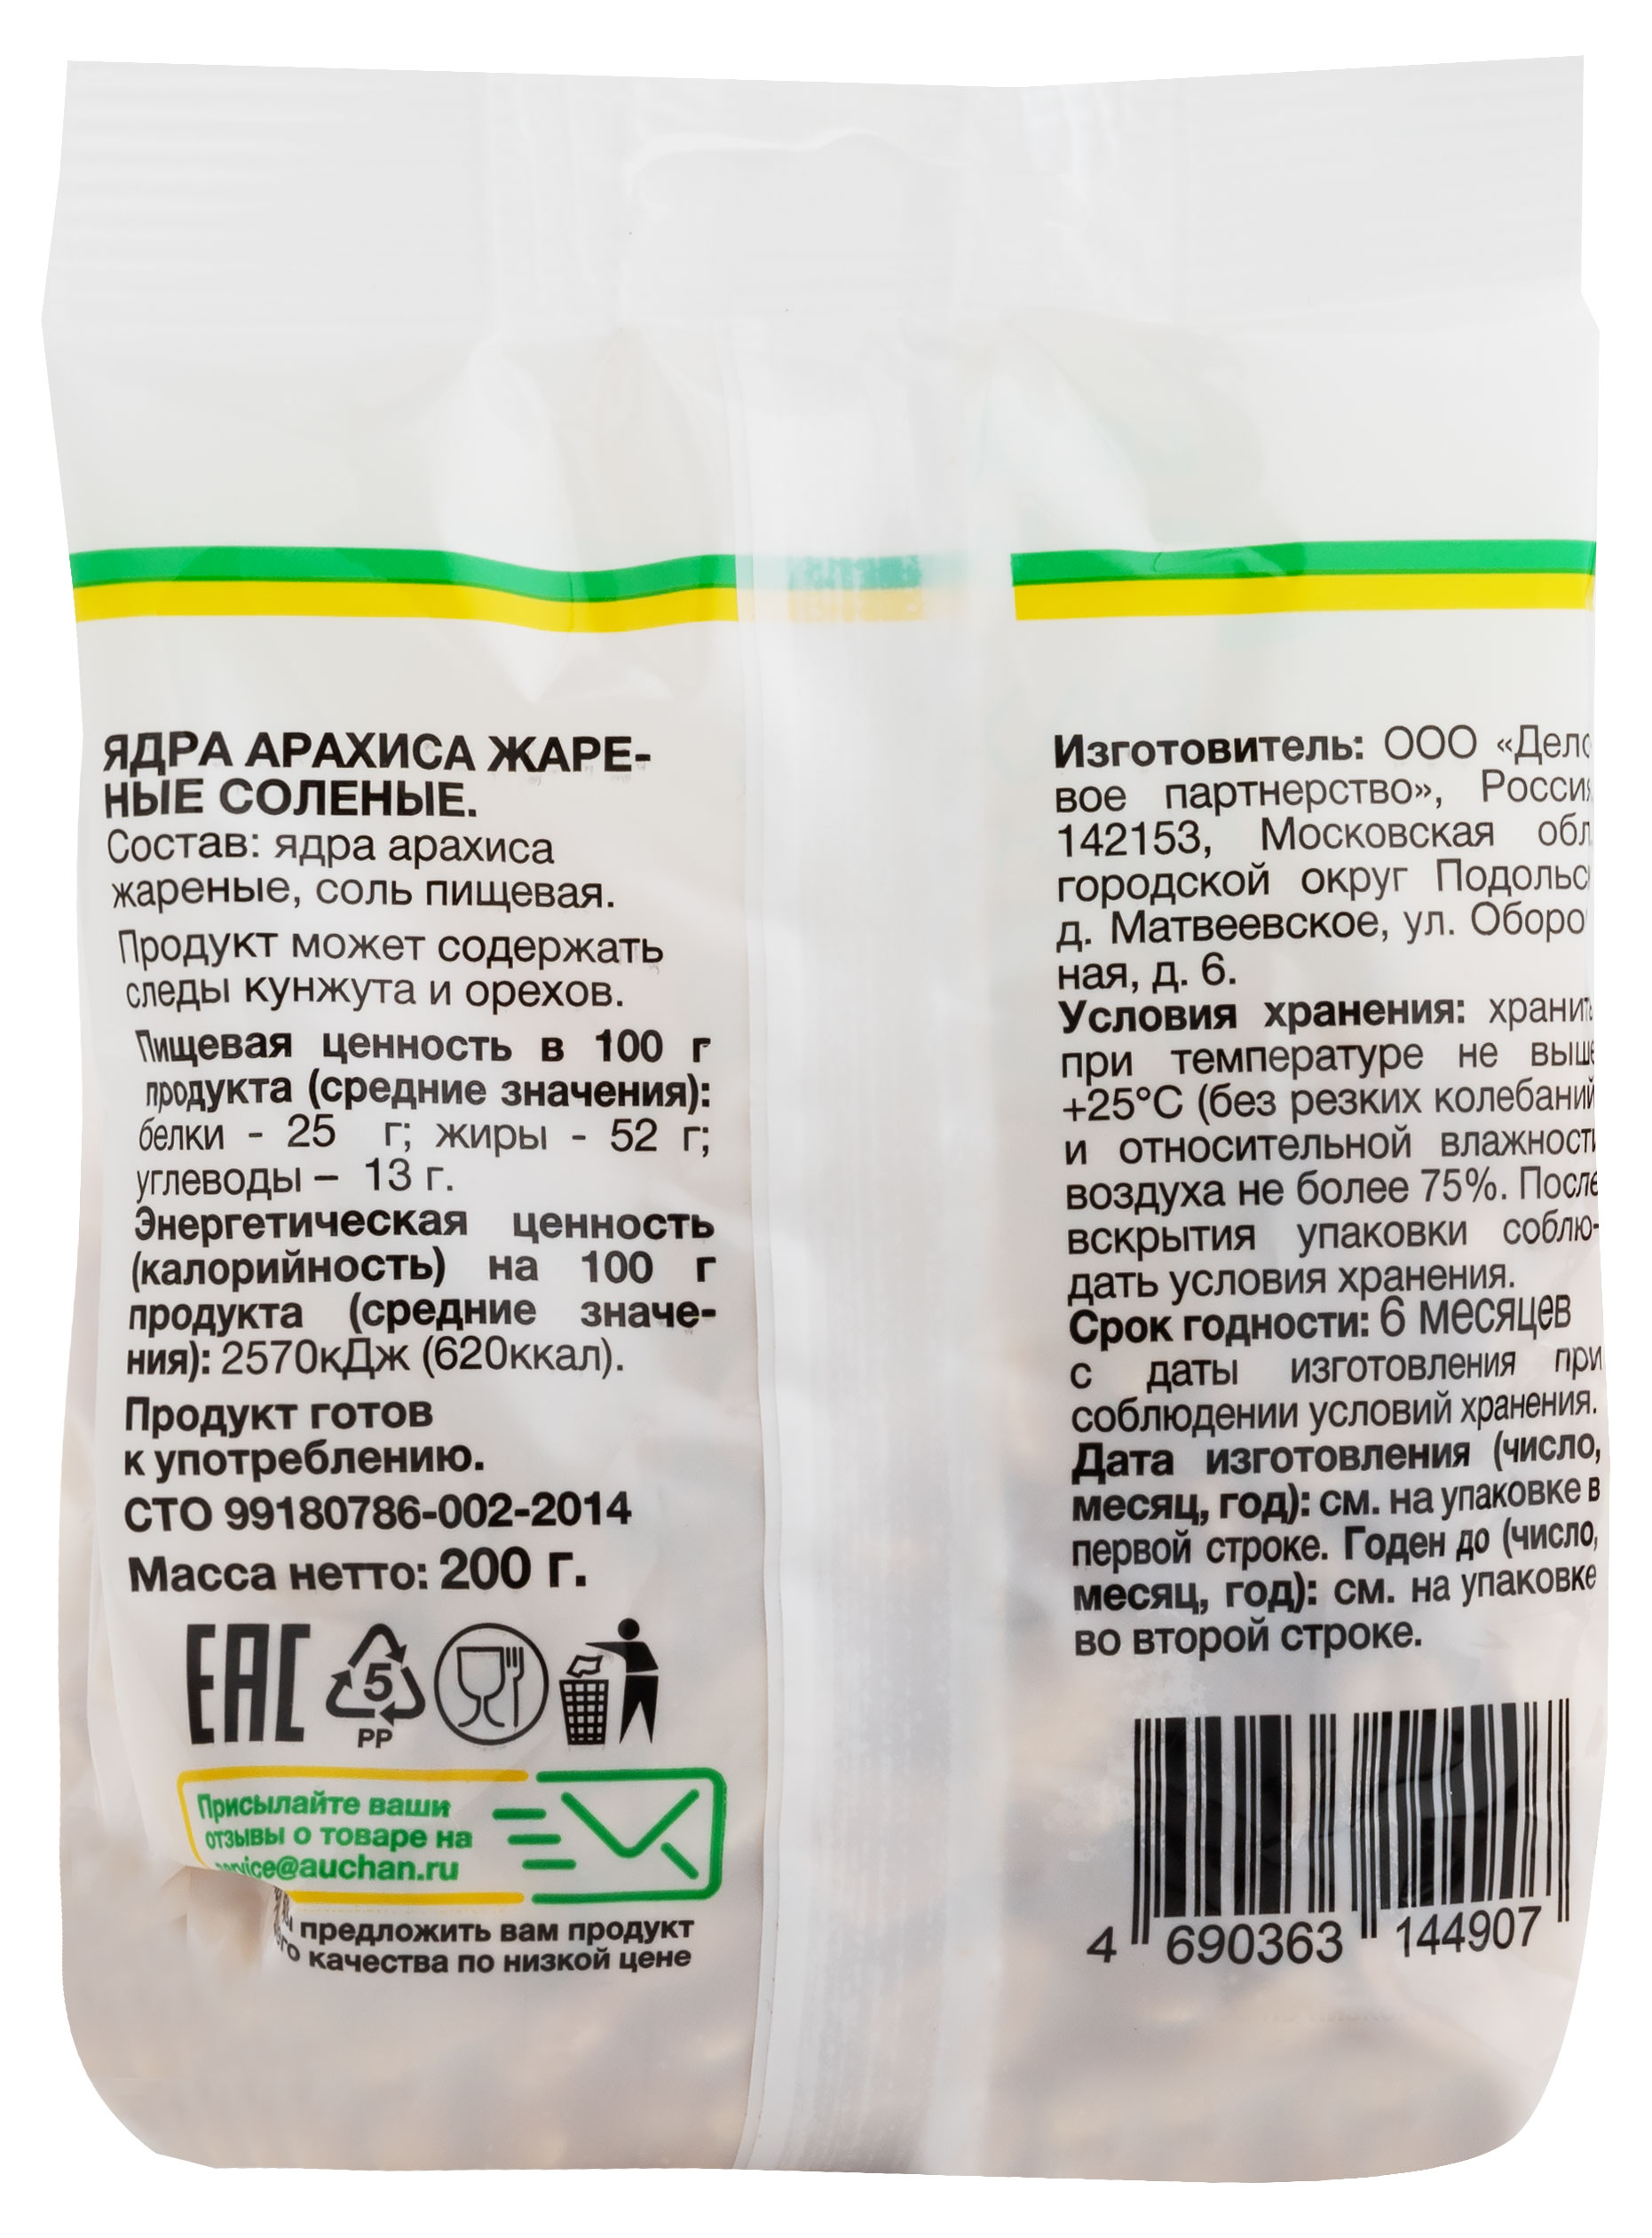 ЯДРА АРАХИСА ЖАРЕ-
НЫЕ СОЛЕНЫЕ.
Состав: ядра арахиса
жареные, соль пищевая.
Продукт может содержать
следы кунжута и орехов.
Пищевая ценность в 100 г
продукта (средние значения):
белки - 25 г; жиры - 52 г;
углеводы – 13 г.
Энергетическая ценность
(калорийность) на 100 г
продукта (средние значе-
ния): 2570кДж (620ккал).
Продукт готов
к употреблению.
СТО 99180786-002-2014
Масса нетто: 200 г.
EAC
5
PP
Присылайте ваши
отзывы о товаре на
service@auchan.ru
предложить вам продукт
качества по низкой цене
Изготовитель: ООО «Дело
вое партнерство», Россия
142153, Московская обл
городской округ Подольс
д. Матвеевское, ул. Оборо
ная, д. 6.
Условия хранения: хранить
при температуре не выше
+25°С (без резких колебаний
и относительной влажности
воздуха не более 75%. После
вскрытия упаковки соблю-
дать условия хранения.
Срок годности: 6 месяцев
с даты изготовления при
соблюдении условий хранения.
Дата изготовления (число,
месяц, год): см. на упаковке в
первой строке. Годен до (число,
месяц, год): см. на упаковке
во второй строке.
4 690363 144907